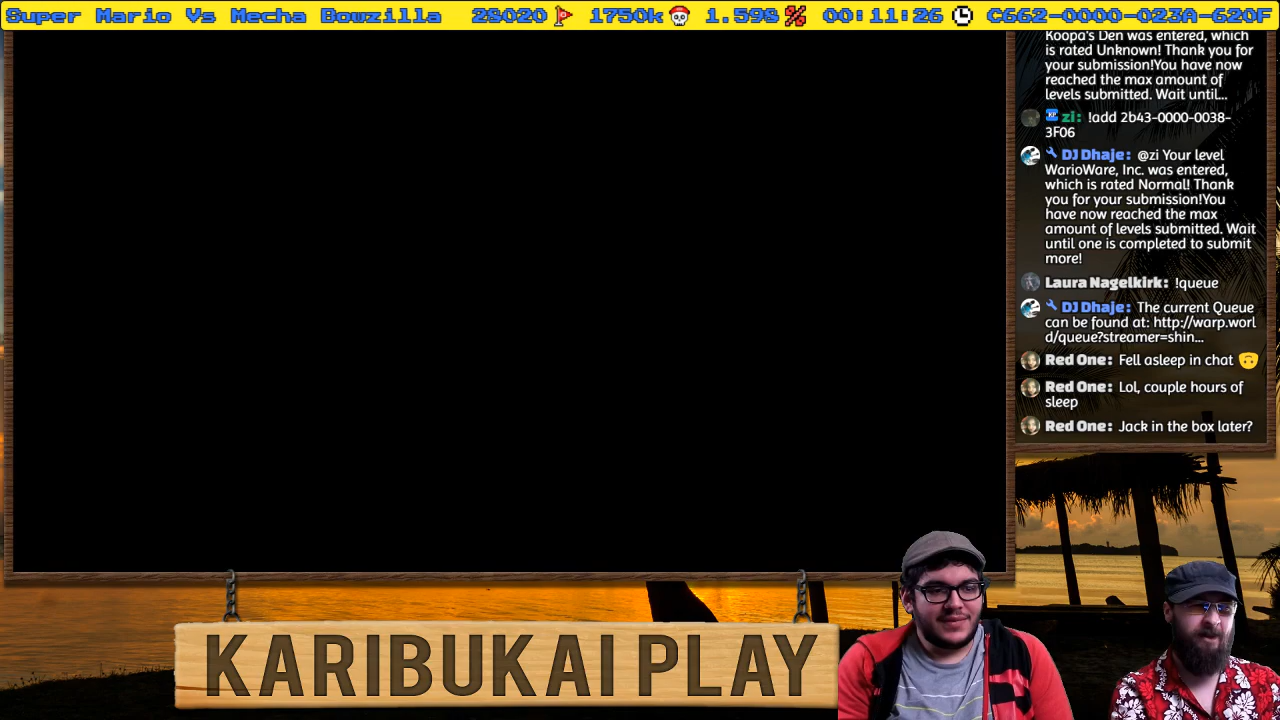 Super Mario Vs Mecha Bowzilla 28020 1750k 1.598% 00:11:26 C662-0000-023A-620F
Koopa's Den was entered, which
is rated Unknown! Thank you for
your submission!You have now
reached the max amount of
levels submitted. Wait until...
zi: !add 2b43-0000-0038-
3F06
DJ Dhaje: @zi Your level
WarioWare, Inc. was entered,
which is rated Normal! Thank
you for your submission!You
have now reached the max
amount of levels submitted. Wait
until one is completed to submit
more!
Laura Nagelkirk: !queue
DJ Dhaje: The current Queue
can be found at: http://warp.worl
d/queue?streamer=shin...
Red One: Fell asleep in chat
Red One: Lol, couple hours of
sleep
Red One: Jack in the box later?
KARIBUKAI PLAY